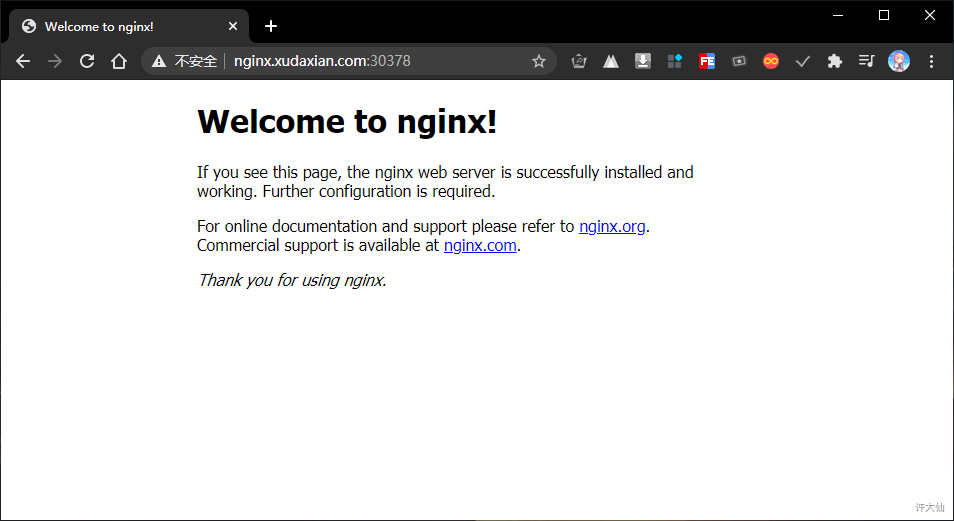 Welcome to nginx!
不安全 nginx.xudaxian.com:30378
FE
Welcome to nginx!
If you see this page, the nginx web server is successfully installed and
working. Further configuration is required.
For online documentation and support please refer to nginx.org.
Commercial support is available at nginx.com.
Thank you for using nginx.
许大仙